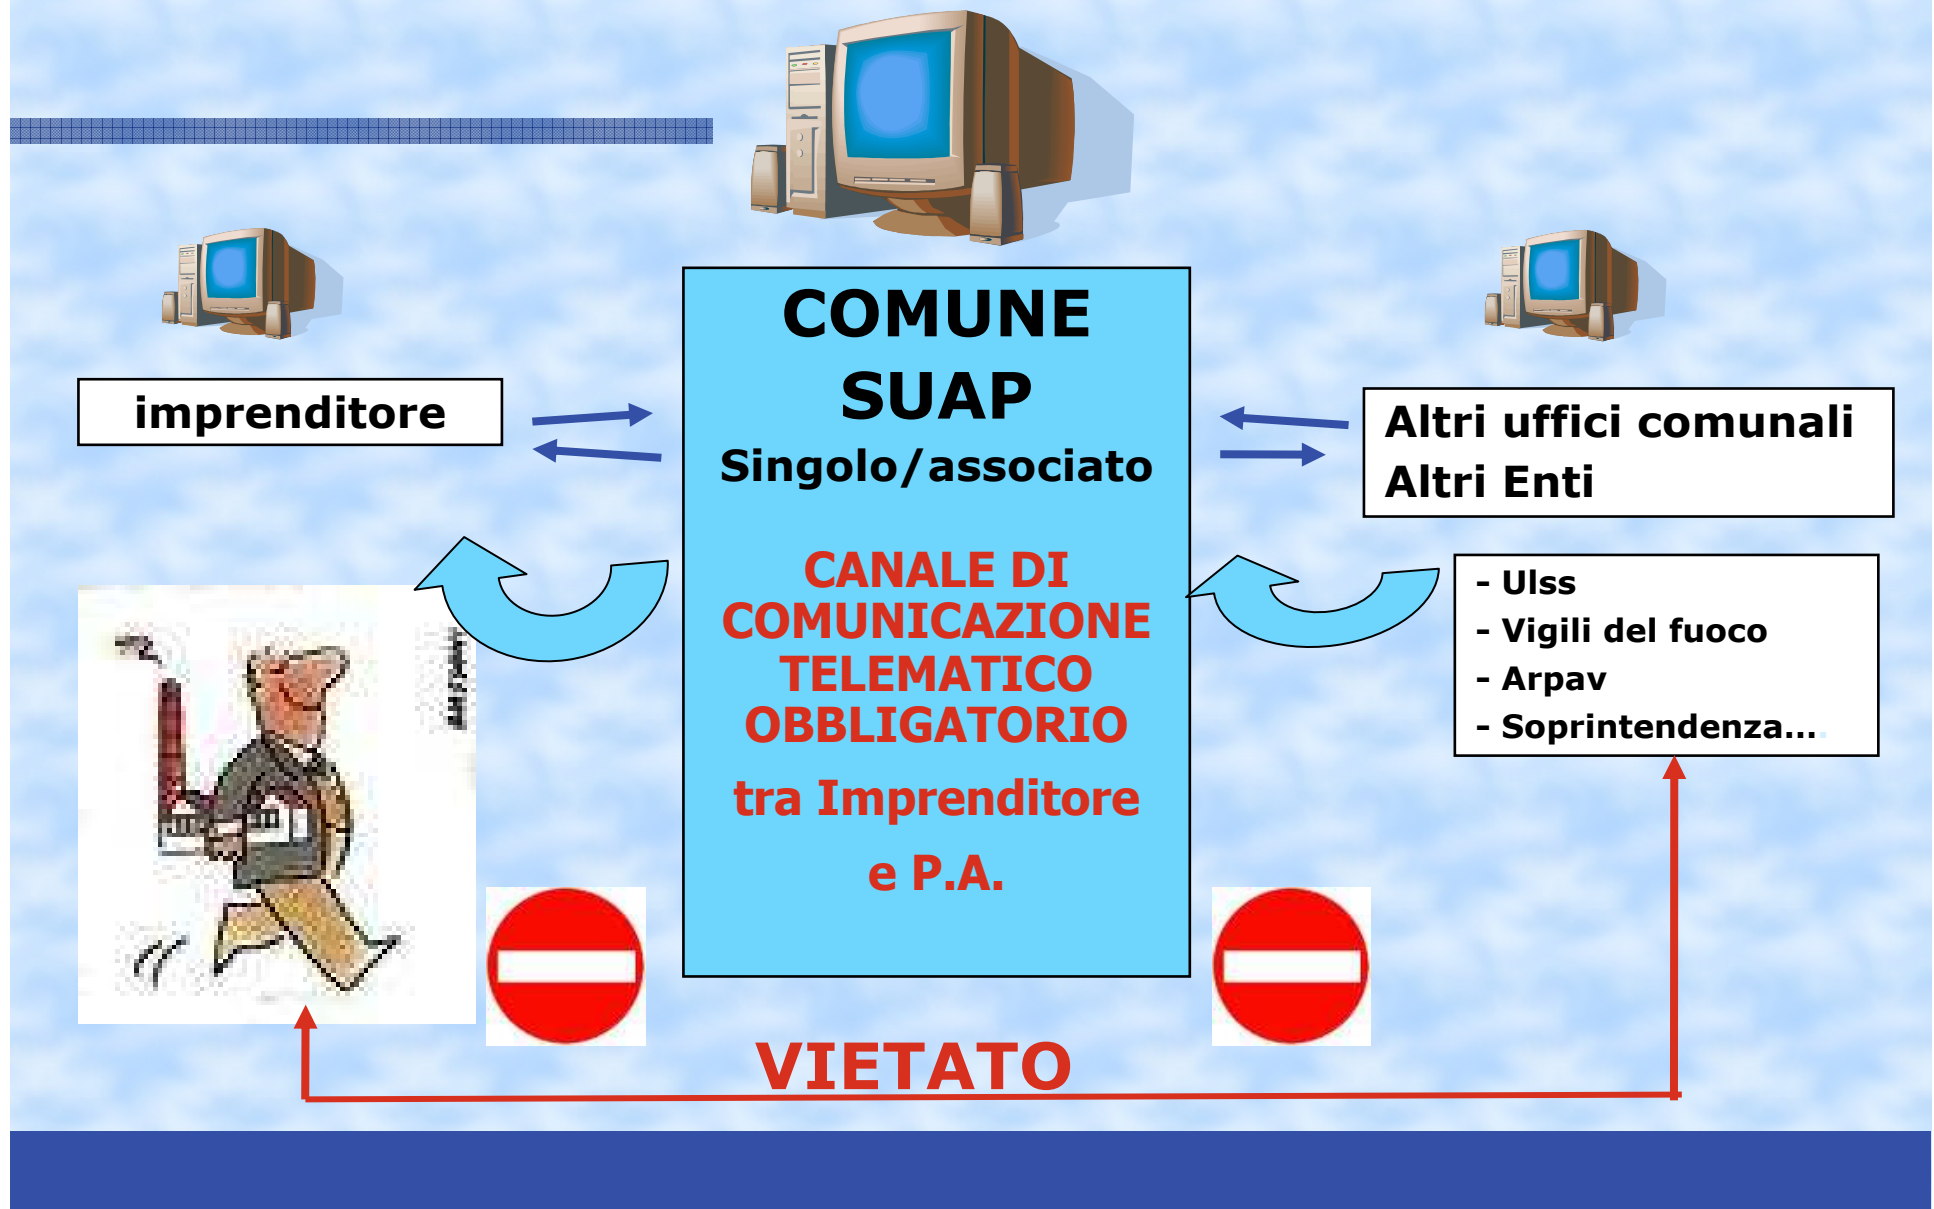 COMUNE
SUAP
Singolo/associato
CANALE DI
COMUNICAZIONE
TELEMATICO
OBBLIGATORIO
tra Imprenditore
e P.A.
imprenditore
Altri uffici comunali
Altri Enti
- Ulss
- Vigili del fuoco
- Arpav
- Soprintendenza....
VIETATO